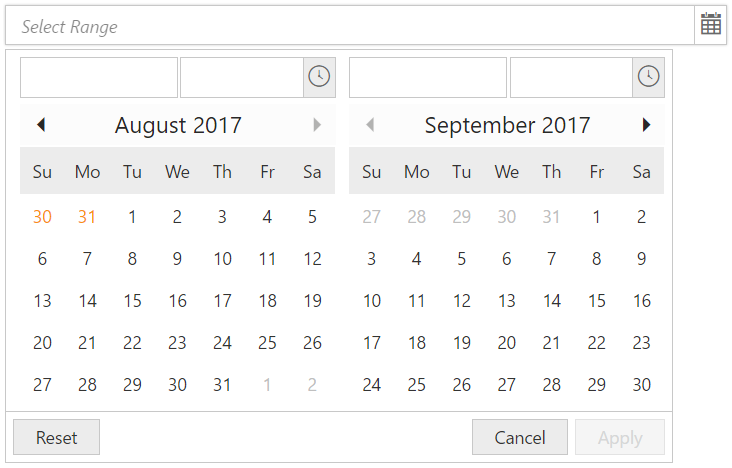 Select Range
August 2017 September 2017
Su Mo Tu We Th Fr Sa Su Mo Tu We Th Fr Sa
30 31 1 2 3 4 5 27 28 29 30 31 1 2
6 7 8 9 10 11 12 3 4 5 6 7 8 9
13 14 15 16 17 18 19 10 11 12 13 14 15 16
20 21 22 23 24 25 26 17 18 19 20 21 22 23
27 28 29 30 31 1 2 24 25 26 27 28 29 30
Reset Cancel Apply